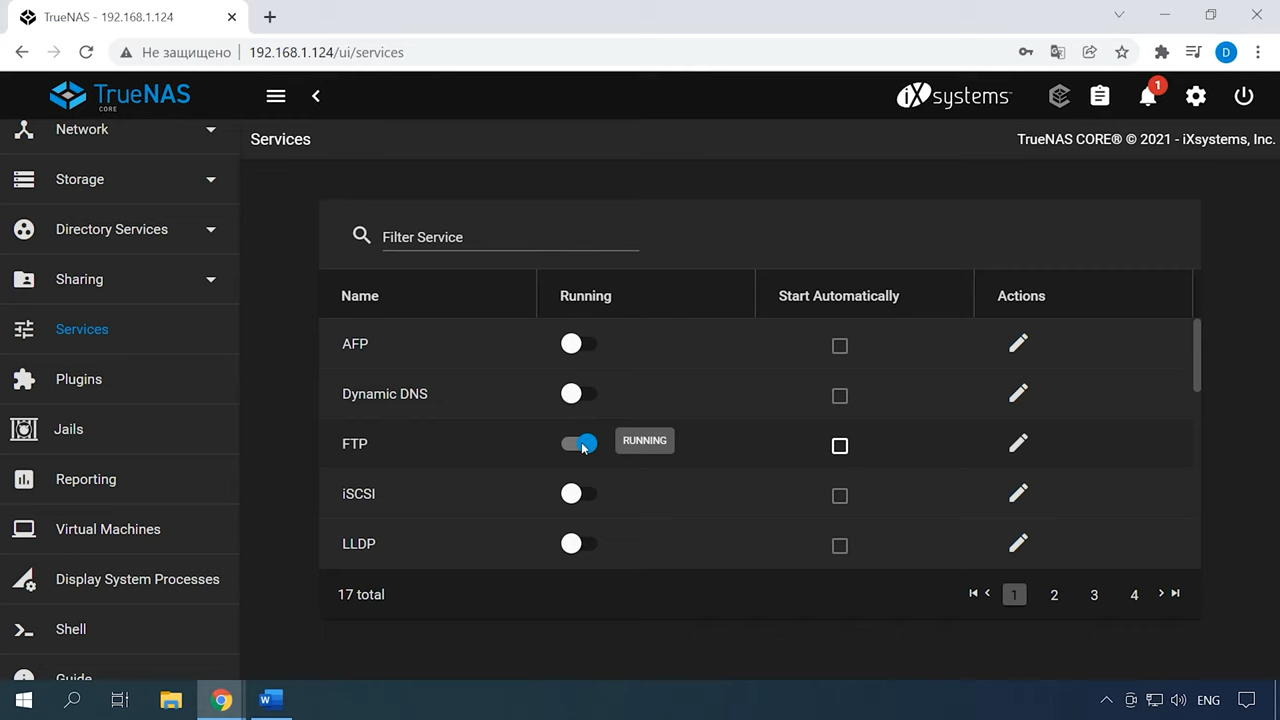 TrueNAS - 192.168.1.124
Не защищено
192.168.1.124/ui/services
D
TrueNAS
CORE
iXsystems™
1
Network
Services
TrueNAS CORE® © 2021 - iXsystems, Inc.
Storage
Directory Services
Sharing
Services
Plugins
Jails
Reporting
Virtual Machines
Display System Processes
Shell
Guide
Filter Service
Name
Running
Start Automatically
Actions
AFP
Dynamic DNS
FTP
RUNNING
iSCSI
LLDP
17 total
1
2
3
4
W
ENG